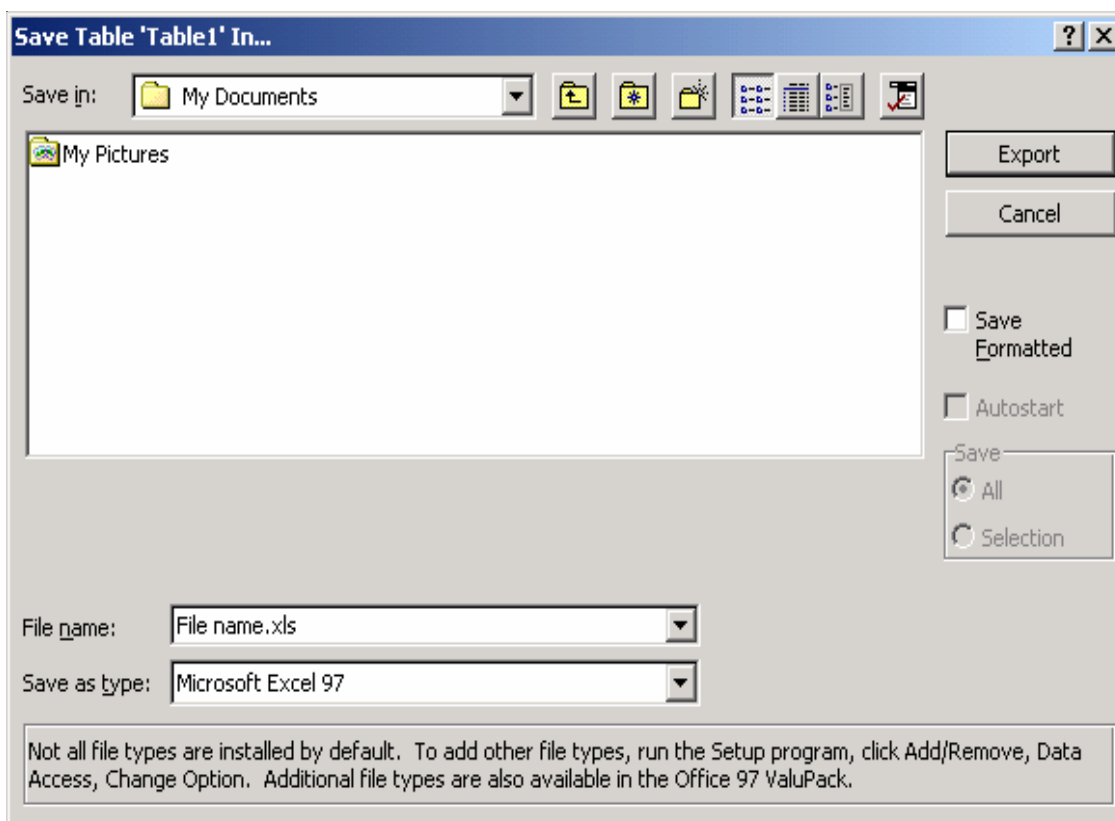 Save Table 'Table1' In...
Save in:
My Documents
My Pictures
Export
Cancel
Save
Formatted
Autostart
Save
All
Selection
File name:
File name.xls
Save as type:
Microsoft Excel 97
Not all file types are installed by default. To add other file types, run the Setup program, click Add/Remove, Data
Access, Change Option. Additional file types are also available in the Office 97 ValuPack.